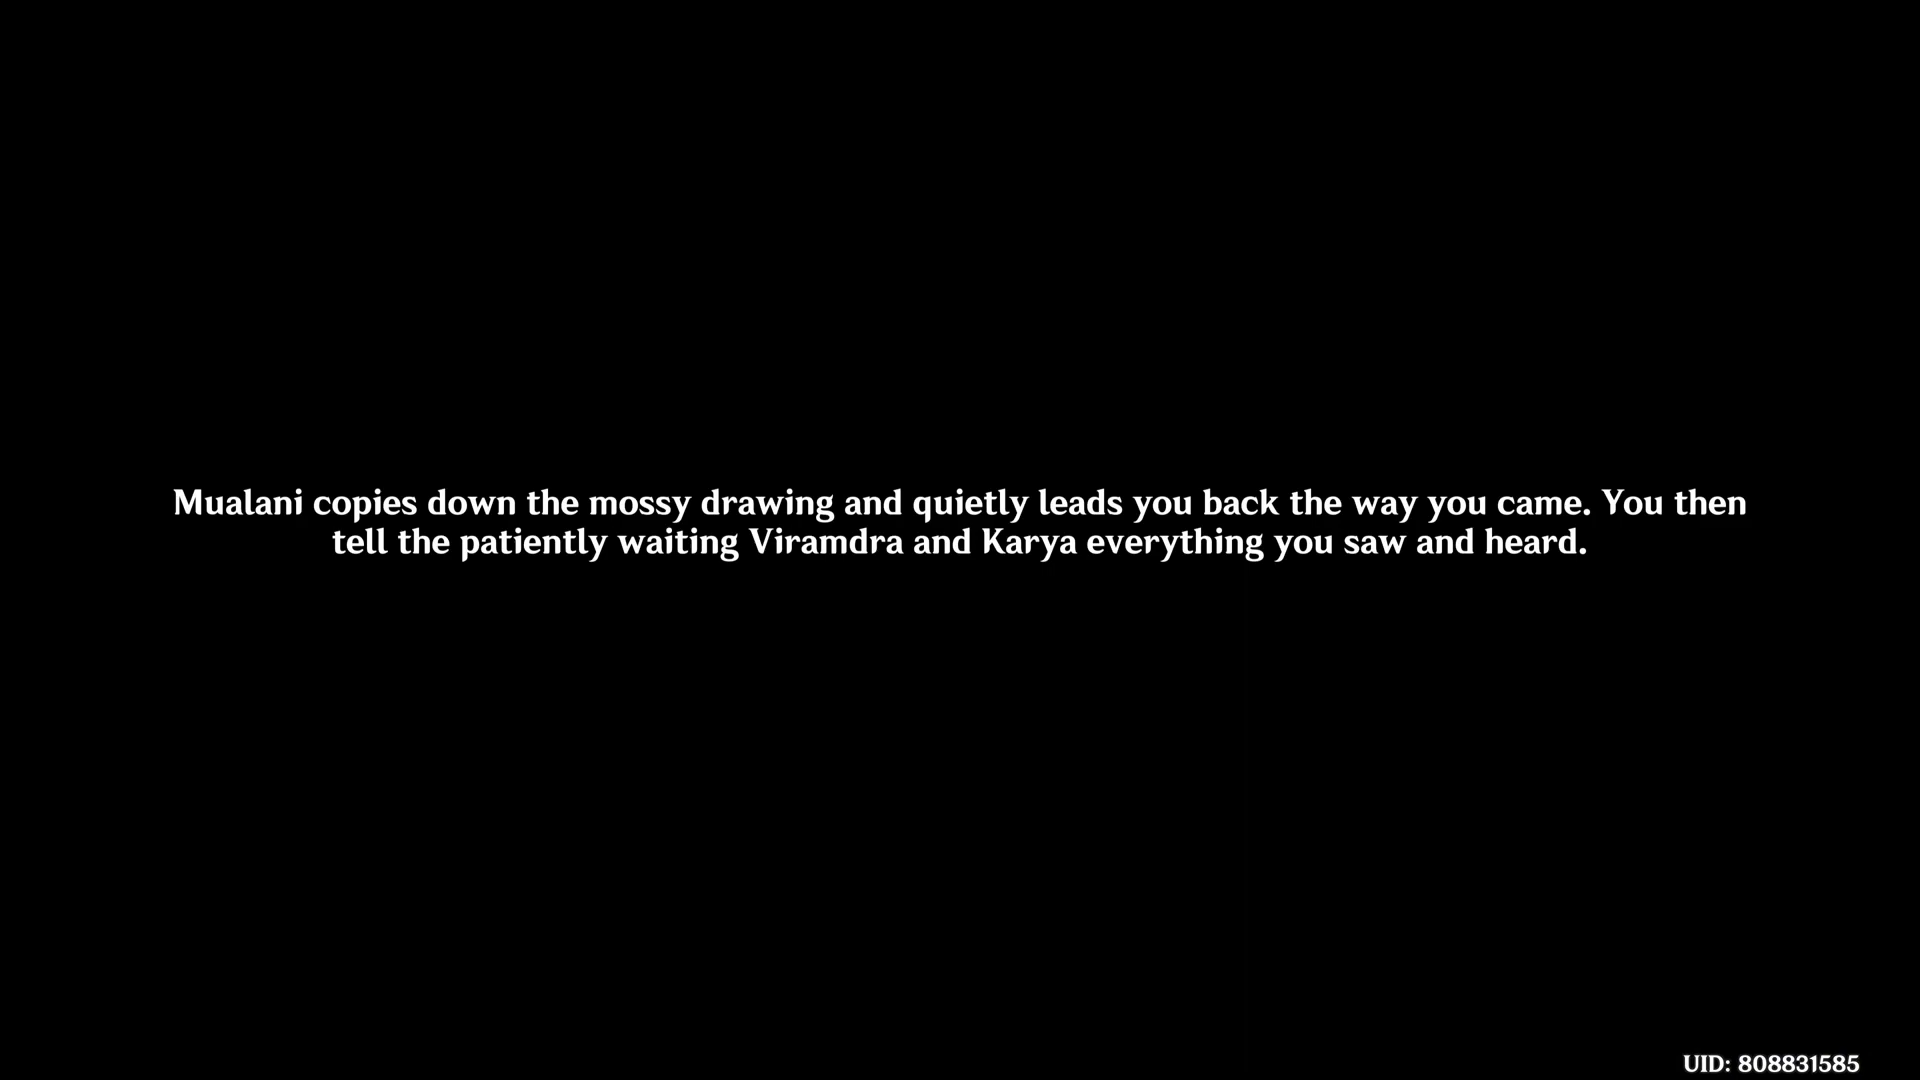 Mualani copies down the mossy drawing and quietly leads you back the way you came. You then
tell the patiently waiting Viramdra and Karya everything you saw and heard.
UID: 808831585